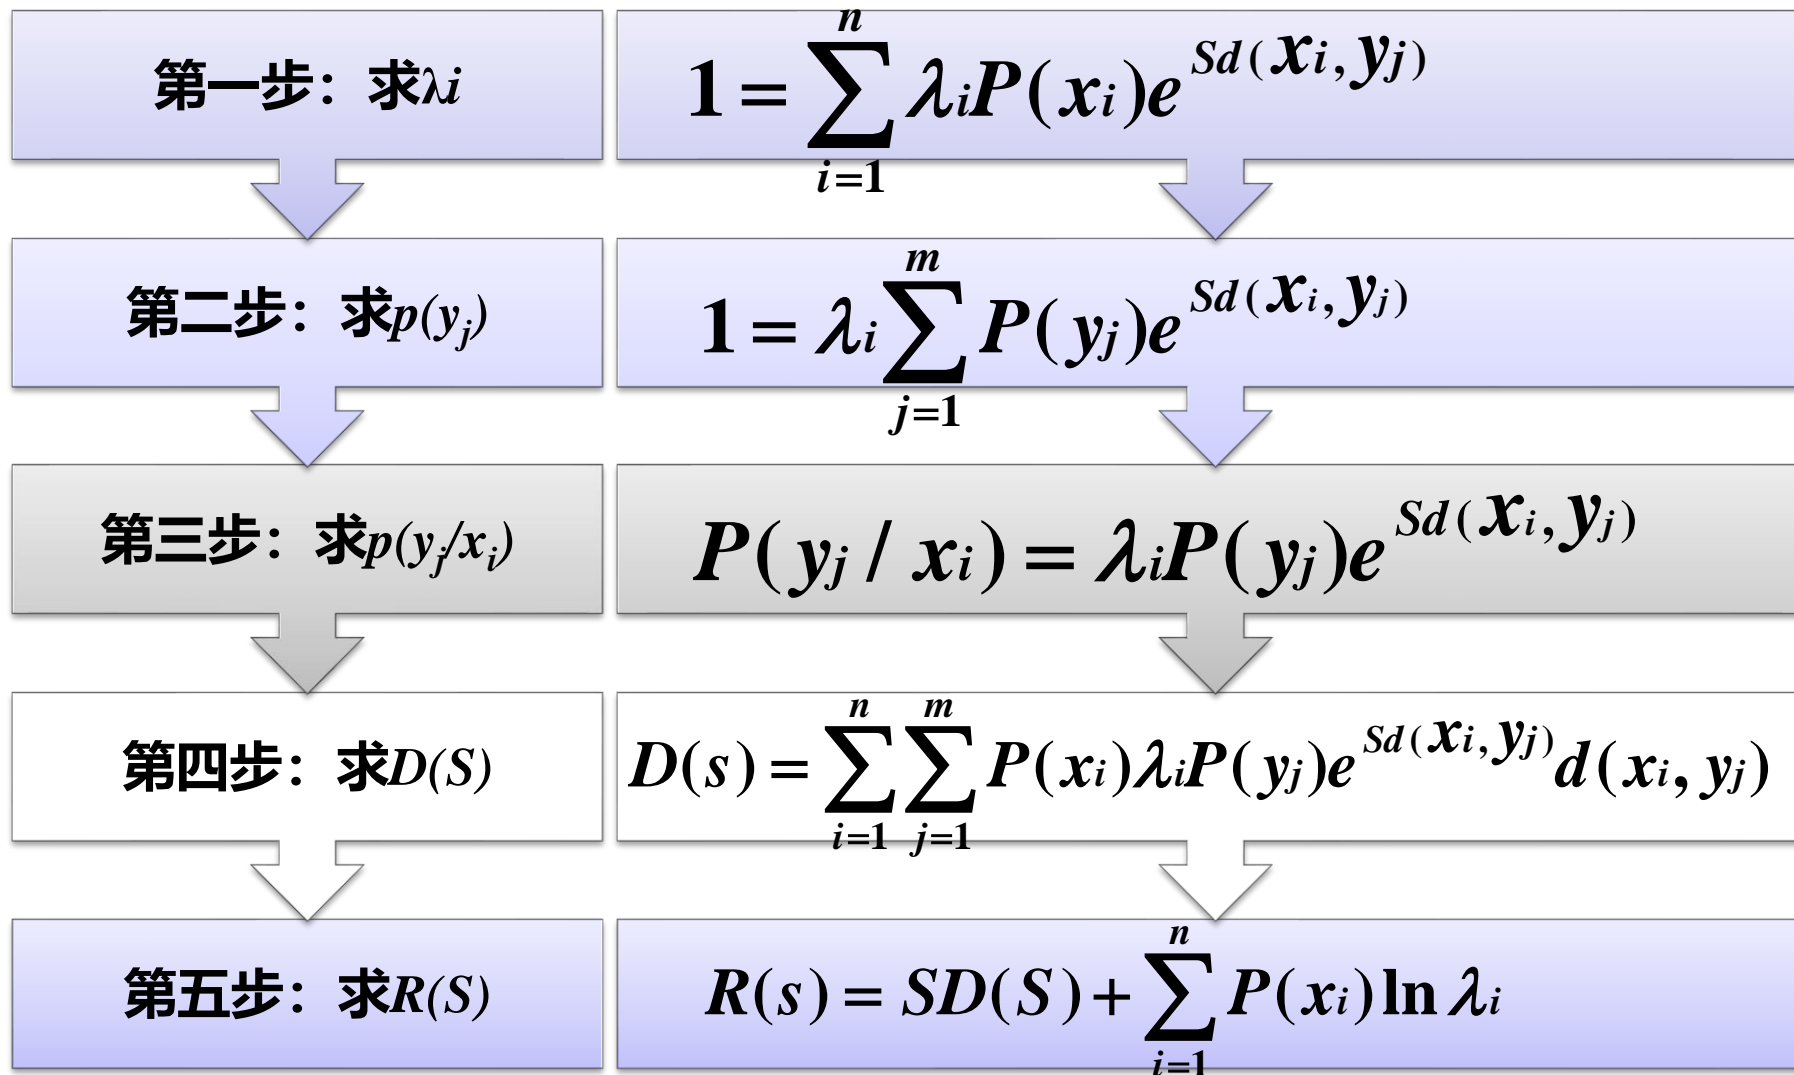 第一步：求λi
1 = ∑_{i=1}^{n} λ_i P(x_i) e^{Sd(x_i, y_j)}
第二步：求p(y_j)
1 = λ_i ∑_{j=1}^{m} P(y_j) e^{Sd(x_i, y_j)}
第三步：求p(y_j/x_i)
P(y_j / x_i) = λ_i P(y_j) e^{Sd(x_i, y_j)}
第四步：求D(S)
D(s) = ∑_{i=1}^{n} ∑_{j=1}^{m} P(x_i) λ_i P(y_j) e^{Sd(x_i, y_j)} d(x_i, y_j)
第五步：求R(S)
R(s) = SD(S) + ∑_{i=1}^{n} P(x_i) ln λ_i